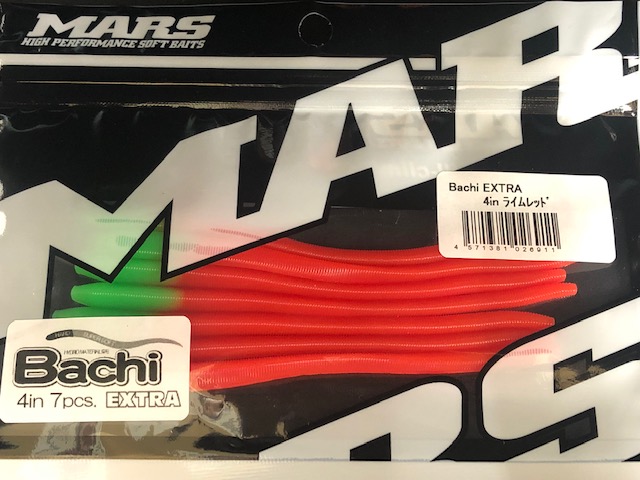 MARS
HIGH PERFORMANCE SOFT BAITS
MAR
Bachi EXTRA
4in ライムレッド
4 571381 026911
Bachi
4in 7pcs. EXTRA
RS